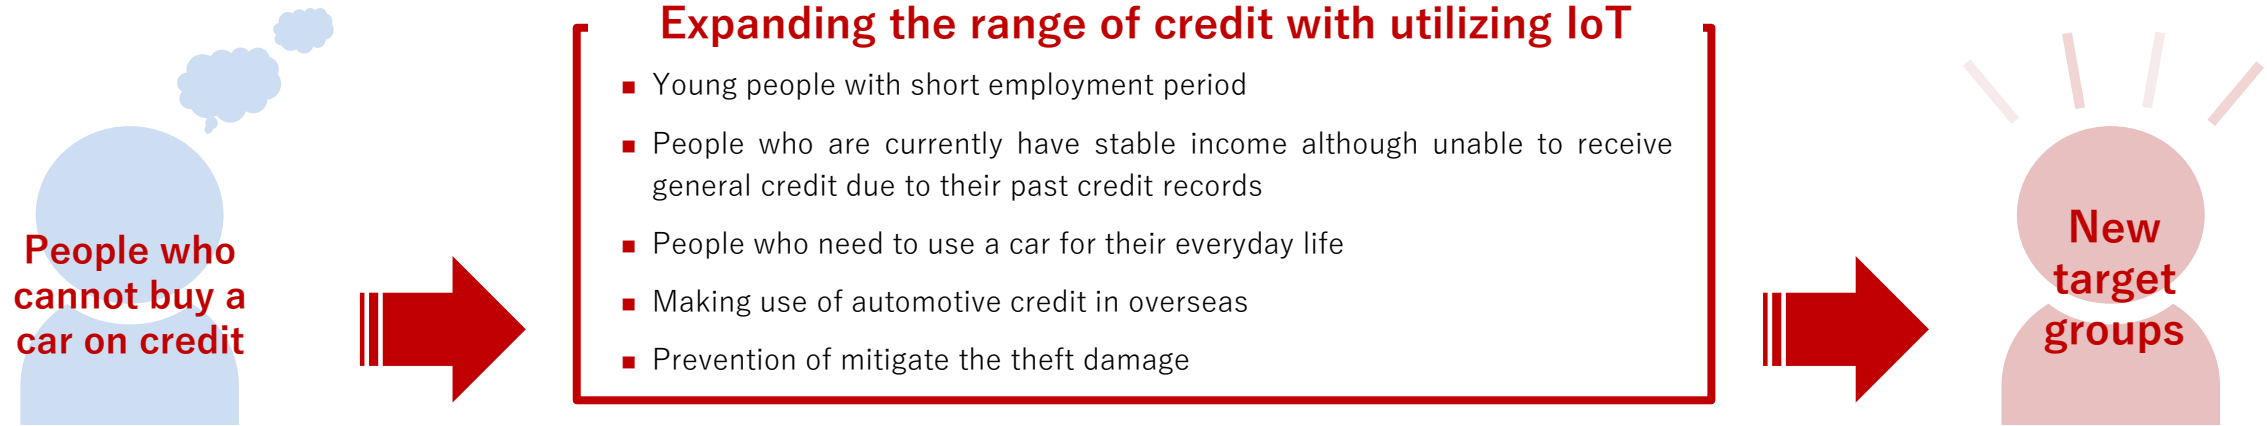 Expanding the range of credit with utilizing IoT
People who
cannot buy a
car on credit
■ Young people with short employment period
■ People who are currently have stable income although unable to receive
general credit due to their past credit records
■ People who need to use a car for their everyday life
■ Making use of automotive credit in overseas
■ Prevention of mitigate the theft damage
New
target
groups